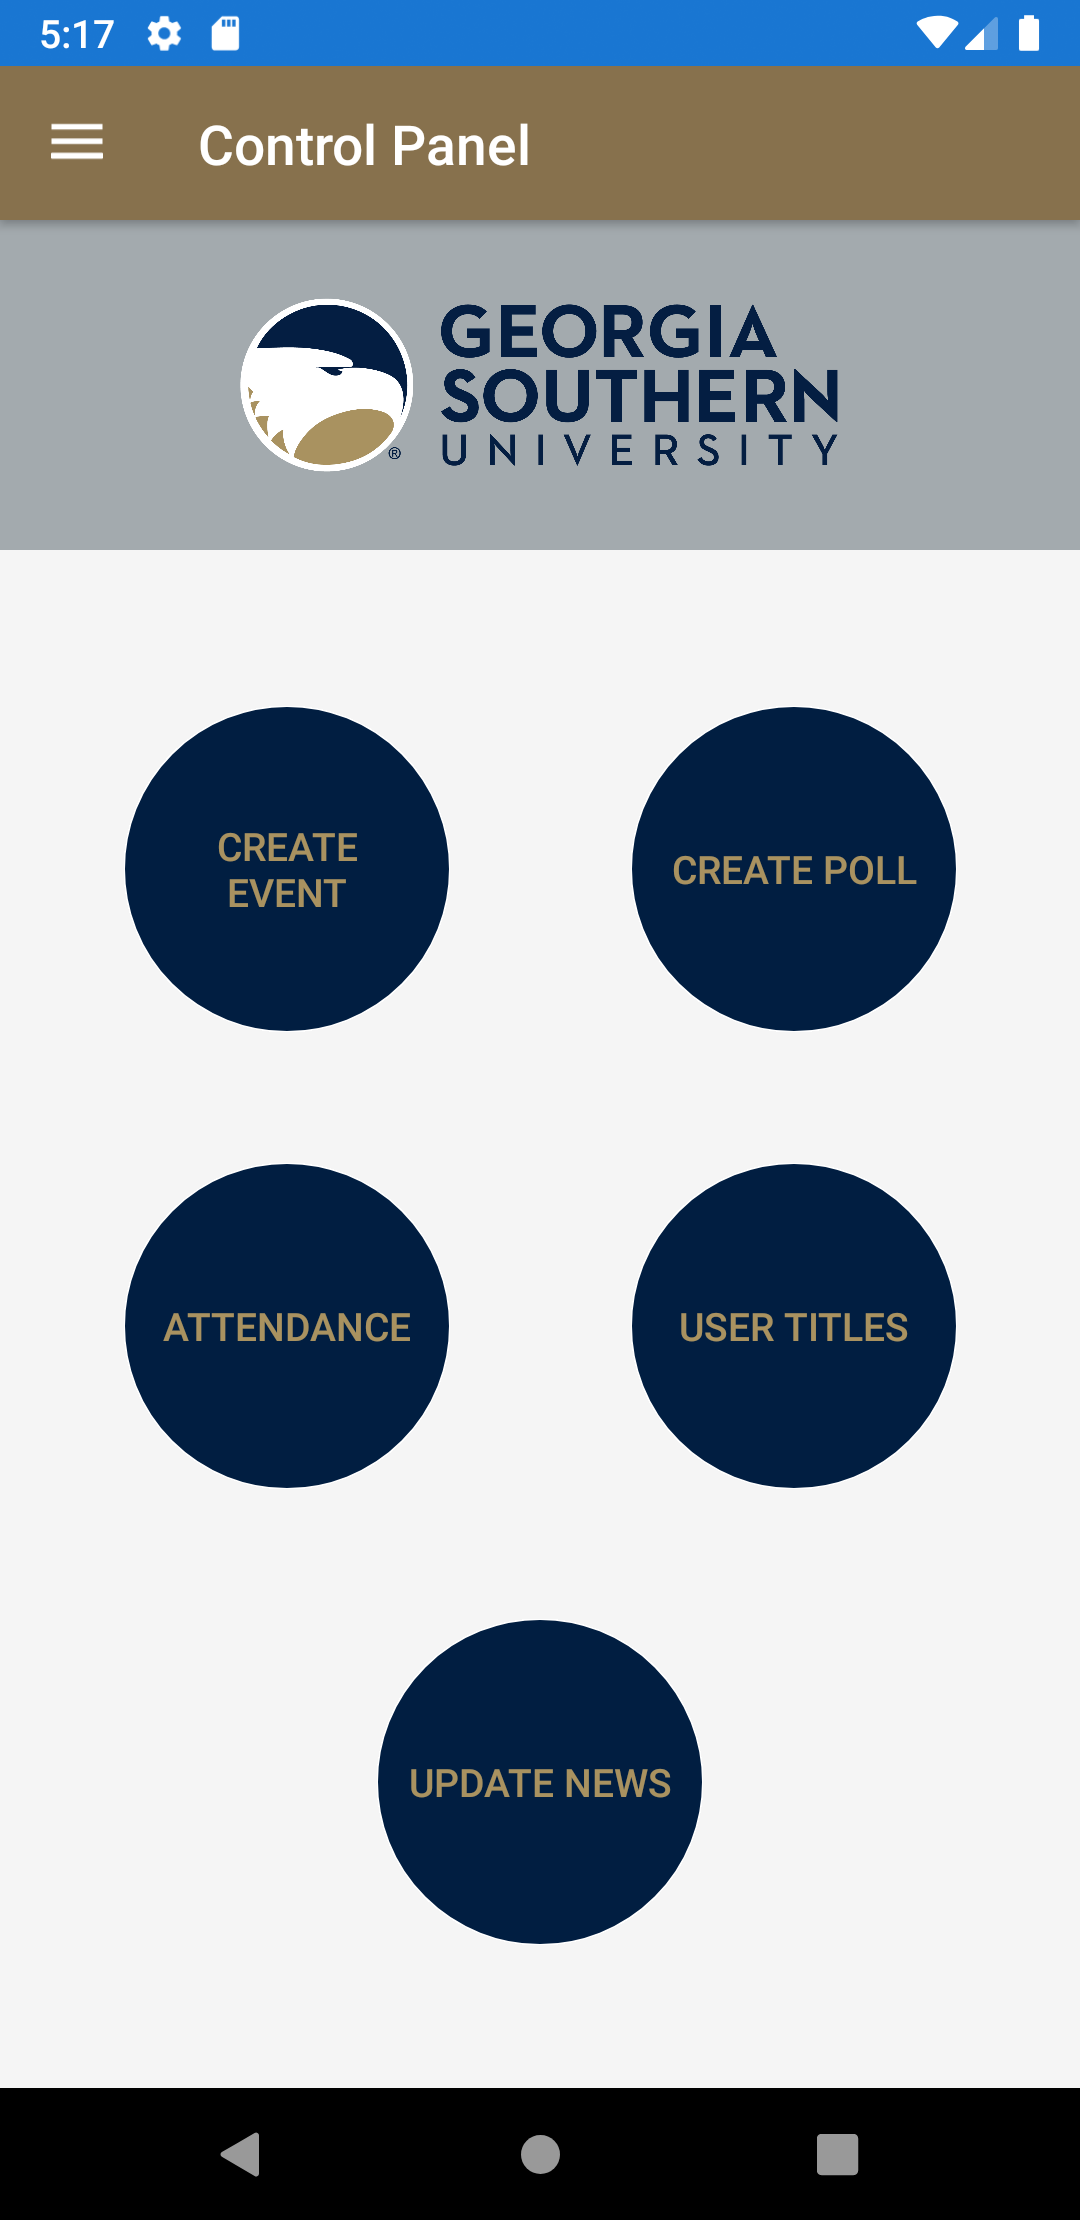 5:17
Control Panel
GEORGIA
SOUTHERN
UNIVERSITY
®
CREATE
EVENT
CREATE POLL
ATTENDANCE
USER TITLES
UPDATE NEWS